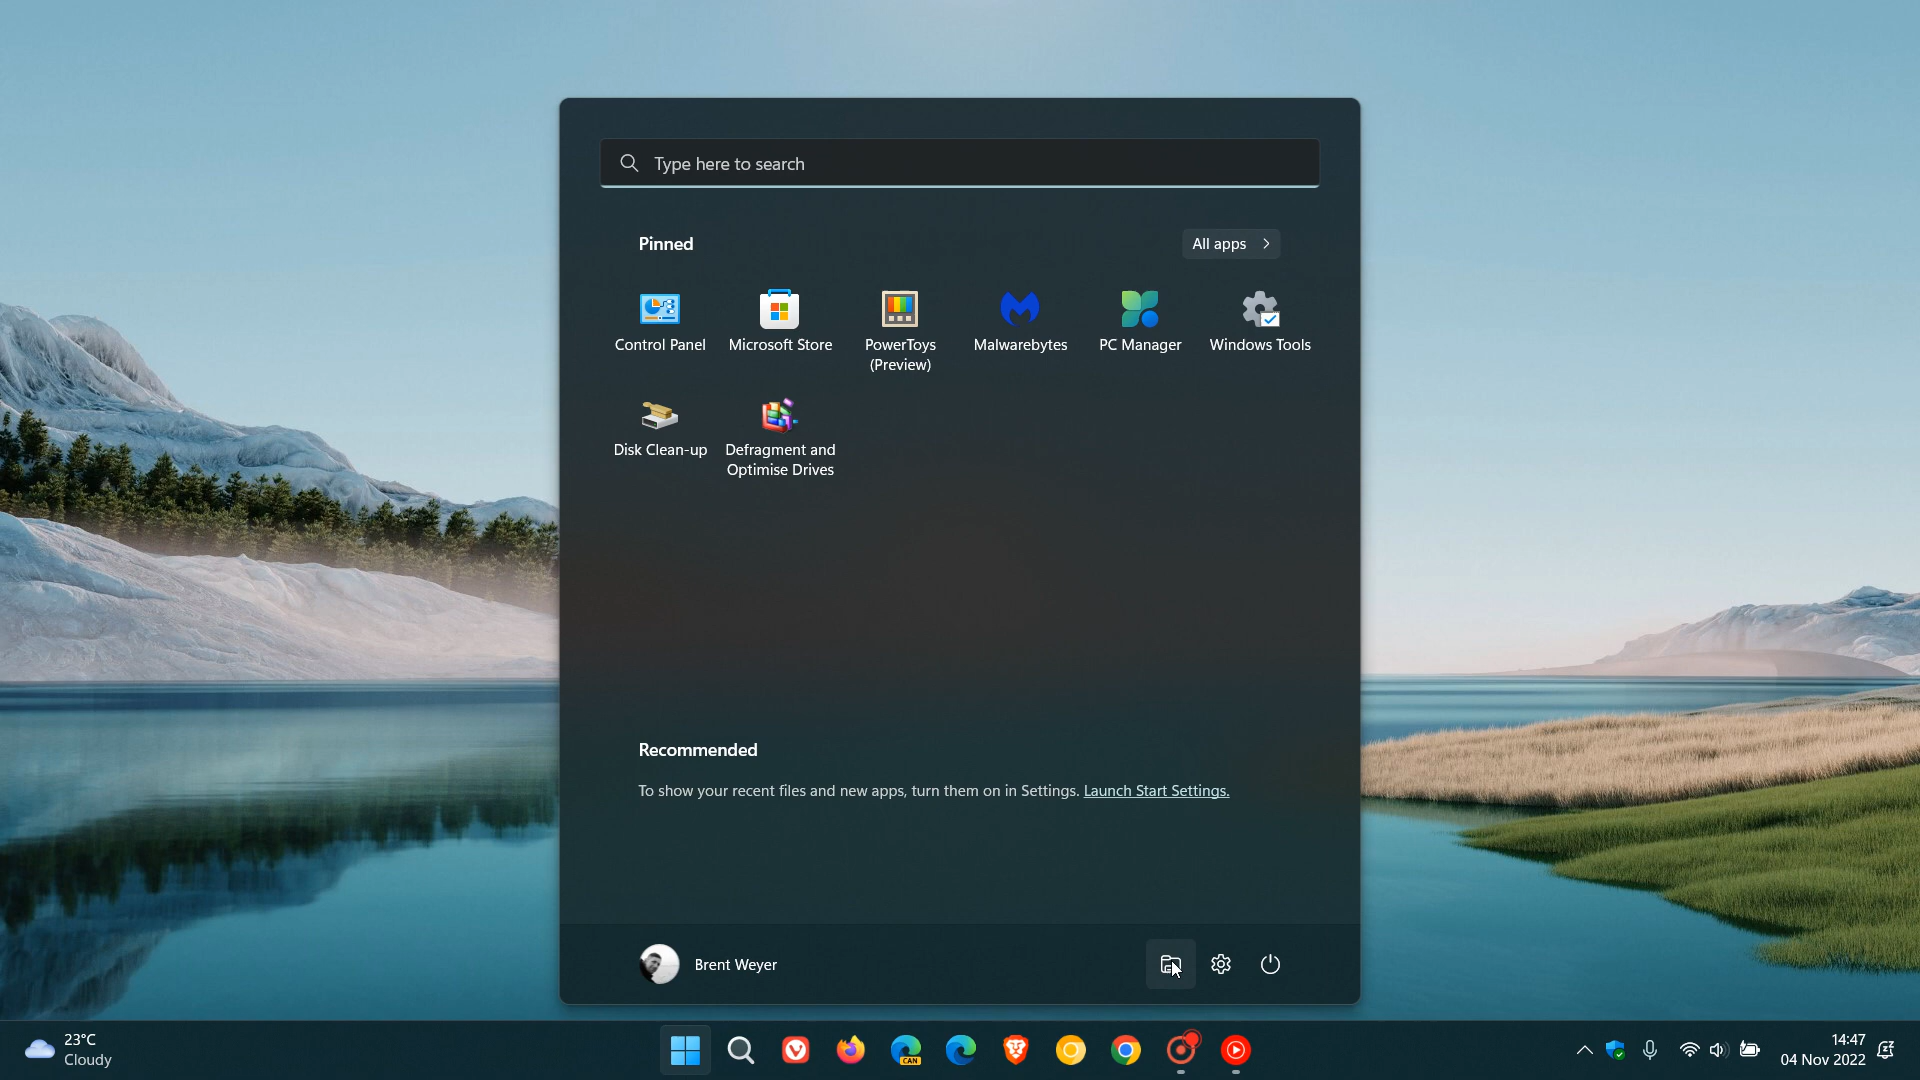 Type here to search
Pinned
All apps
Control Panel
Microsoft Store
PowerToys
(Preview)
Malwarebytes
PC Manager
Windows Tools
Disk Clean-up
Defragment and
Optimise Drives
Recommended
To show your recent files and new apps, turn them on in Settings. Launch Start Settings.
Brent Weyer
23°C
Cloudy
CAN
14:47
04 Nov 2022